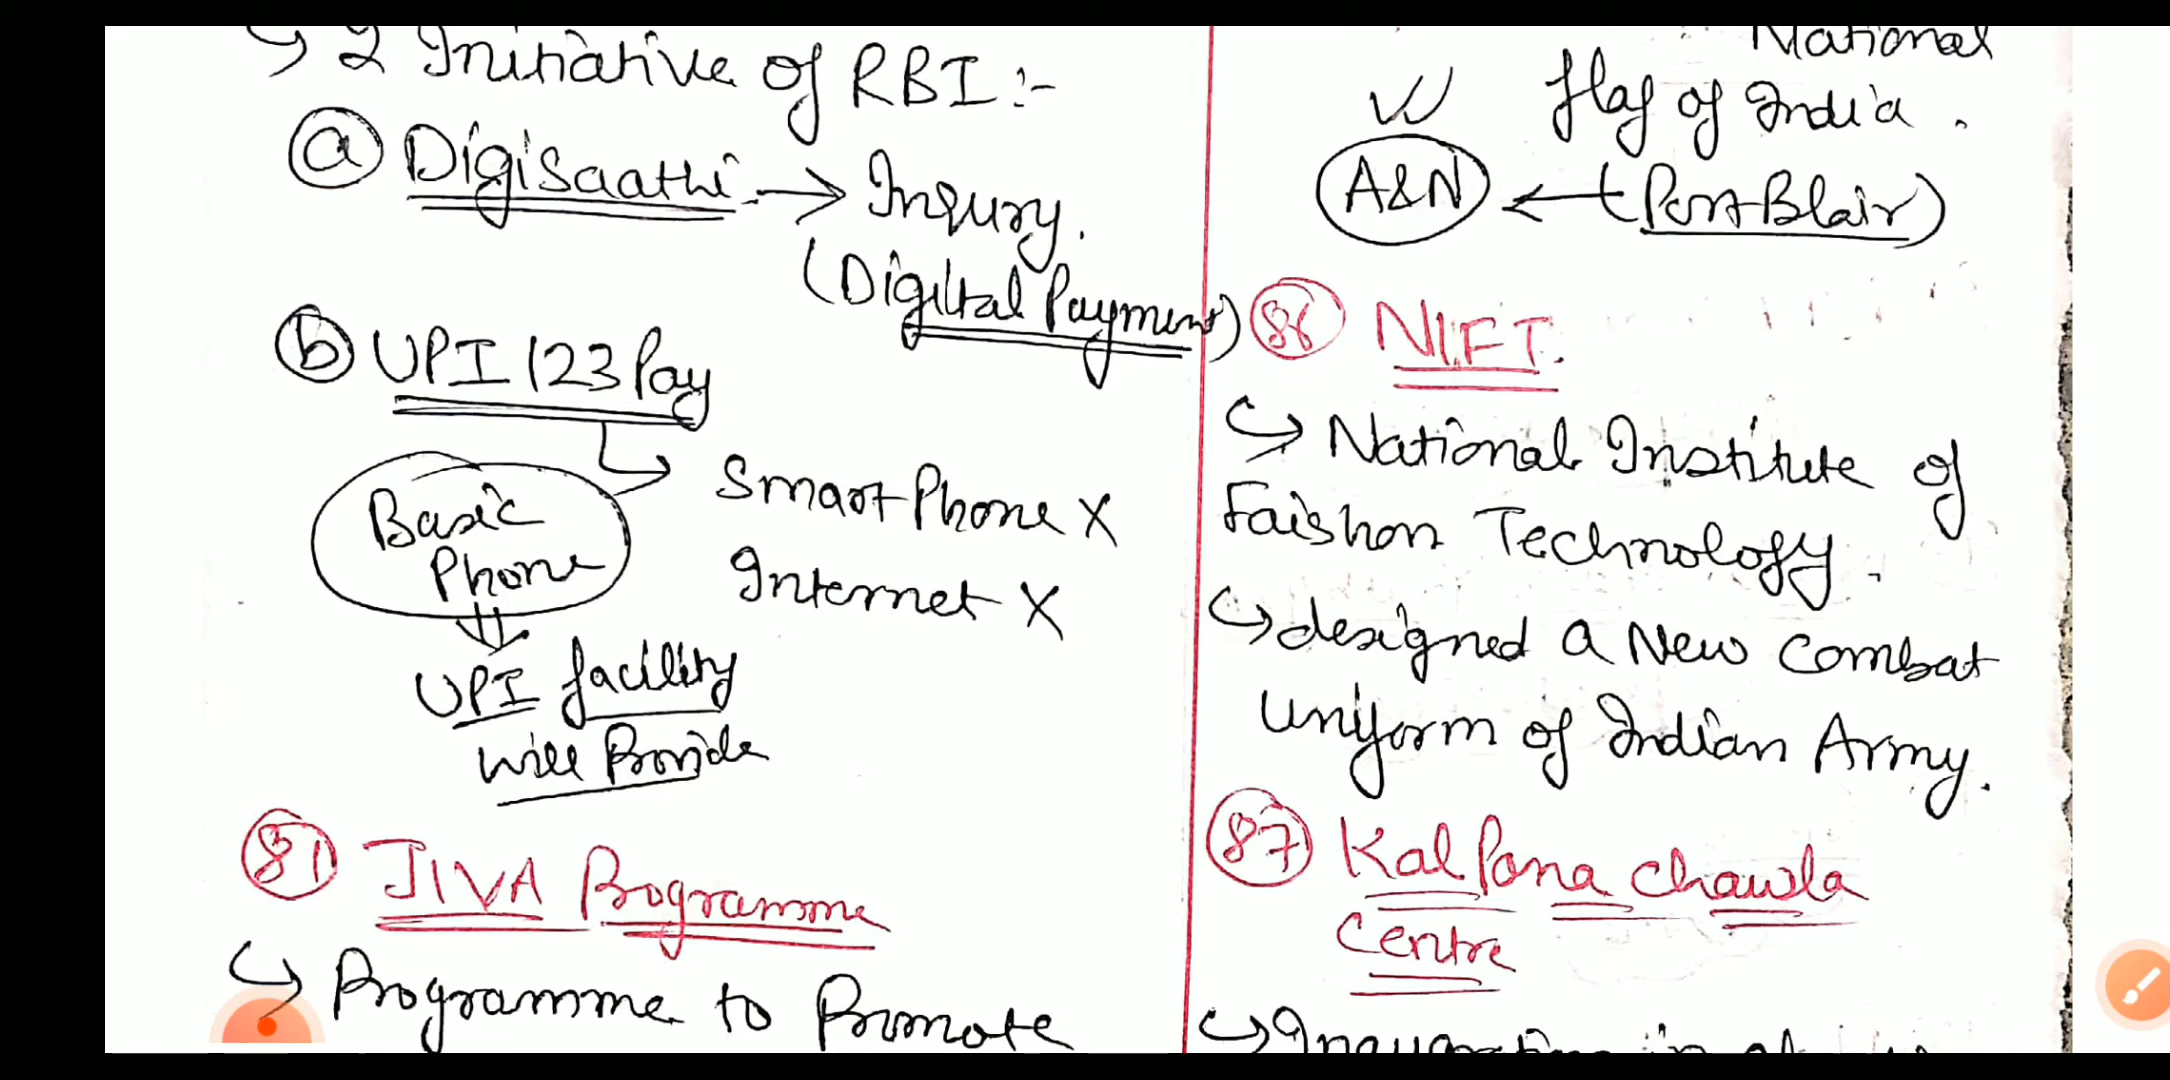 ↳ 2 Initiative of RBI :-
(a) Digisaathi → Inqury.
(Digital Payment)
(b) UPI 123 Pay
Smart Phone X
Internet X
Basic
Phone
UPI facility
will Provide
(81) JIVA Programme
↳ Programme to Promote
National
flag of India.
A&N ← (Port Blair)
(86) NIFT.
↳ National Institute of
Faishon Technology.
↳ designed a New Combat
Uniform of Indian Army.
(87) Kalpana Chawla
Centre